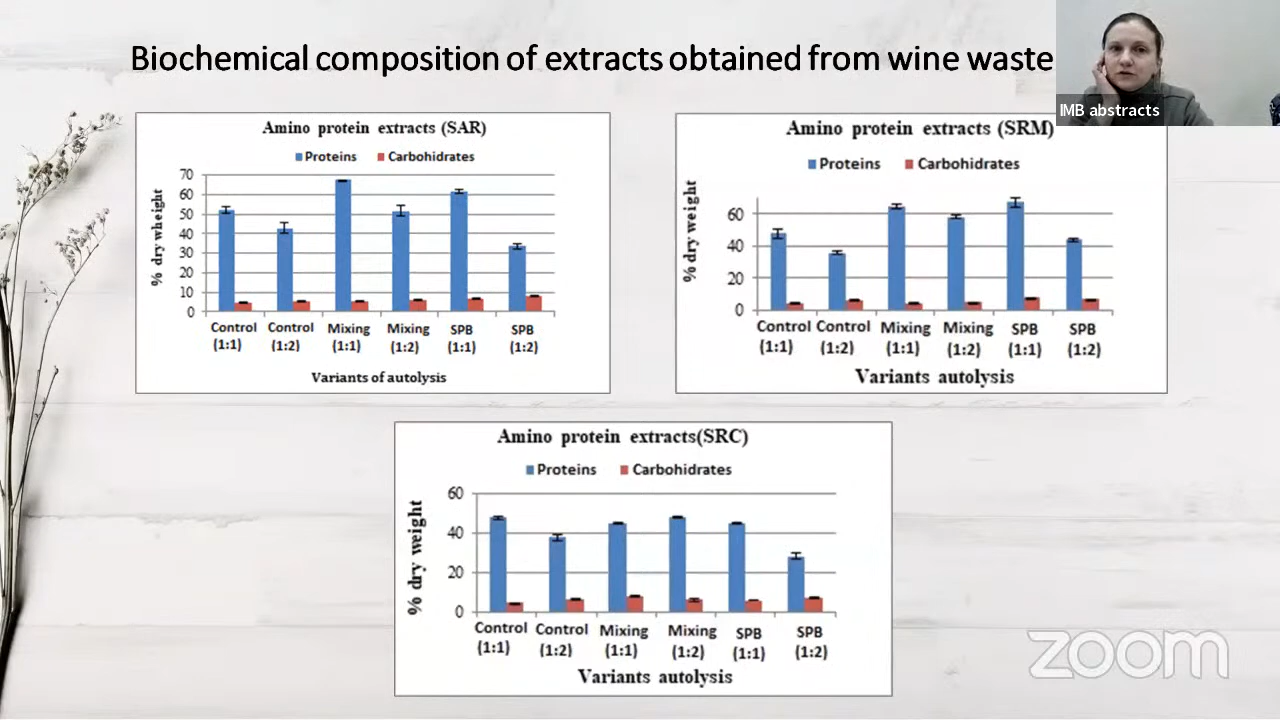 Biochemical composition of extracts obtained from wine waste
IMB abstracts
Amino protein extracts (SAR)
Proteins Carbohidrates
% dry wheight
70
60
50
40
30
20
10
0
Control Control Mixing Mixing SPB SPB
(1:1) (1:2) (1:1) (1:2) (1:1) (1:2)
Variants of autolysis
Amino protein extracts (SRM)
Proteins Carbohidrates
% dry weight
60
40
20
0
Control Control Mixing Mixing SPB SPB
(1:1) (1:2) (1:1) (1:2) (1:1) (1:2)
Variants autolysis
Amino protein extracts(SRC)
Proteins Carbohidrates
% dry weight
60
40
20
0
Control Control Mixing Mixing SPB SPB
(1:1) (1:2) (1:1) (1:2) (1:1) (1:2)
Variants autolysis
zoom